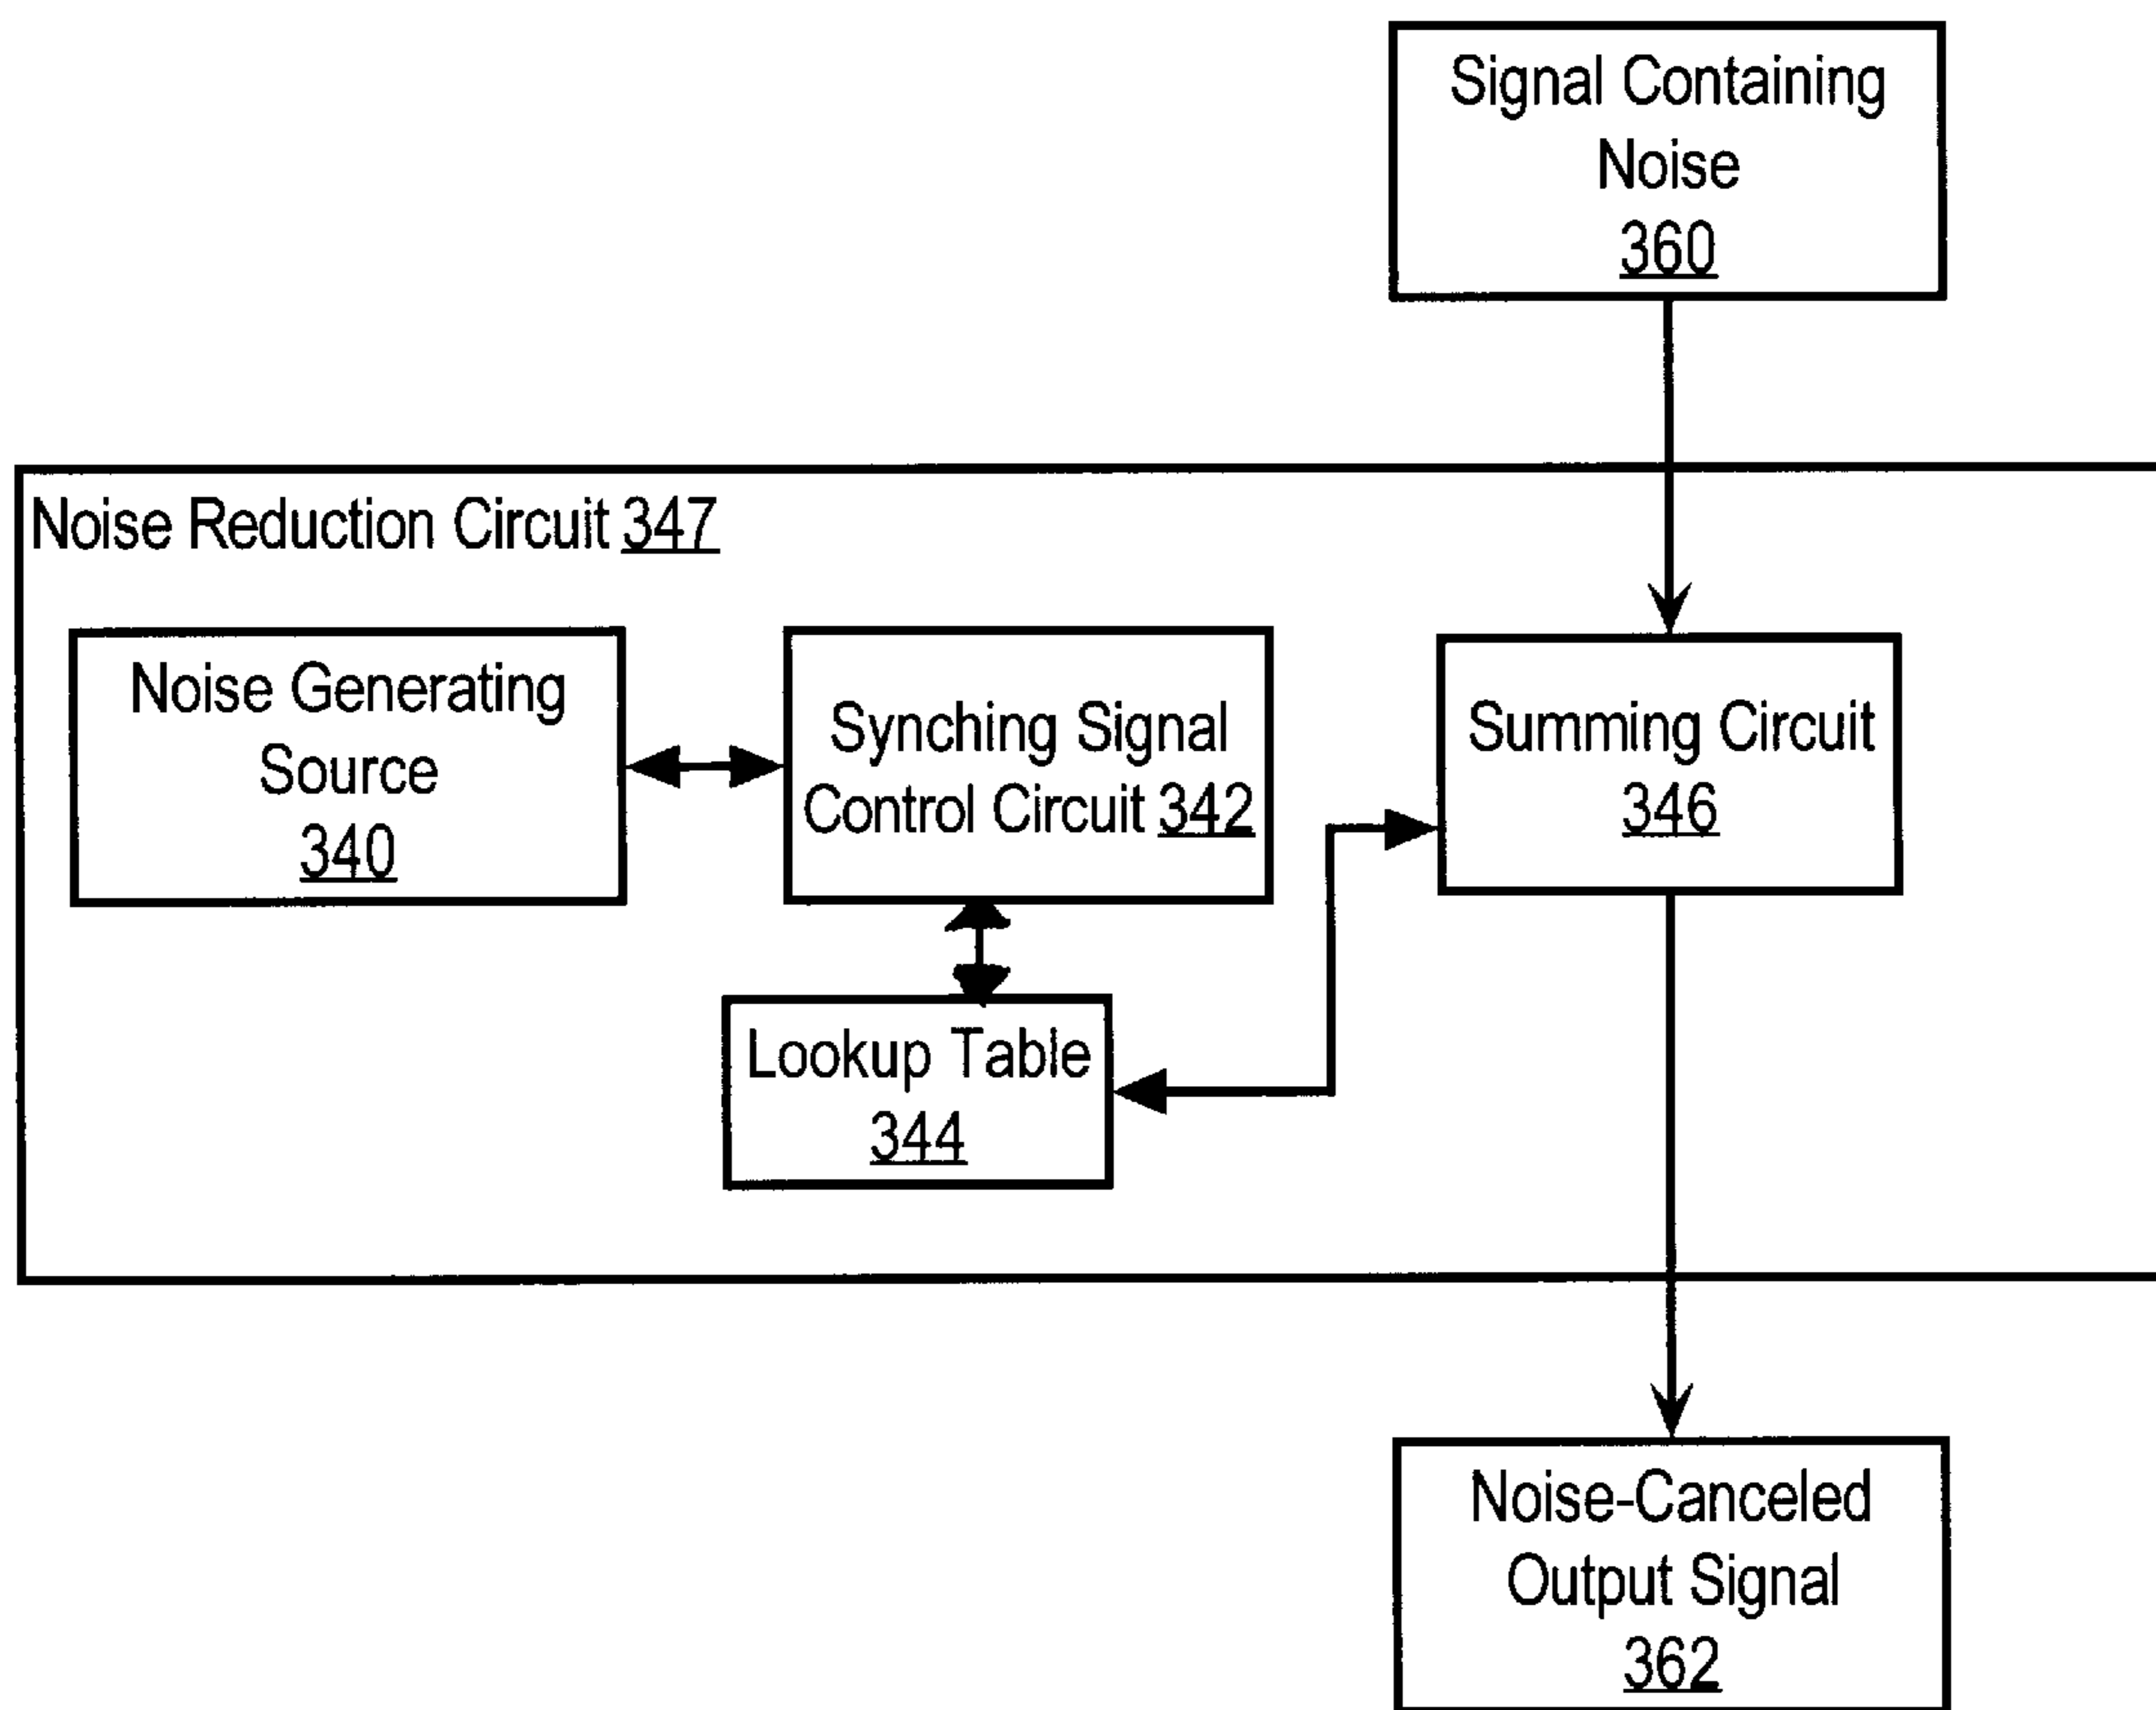 Signal Containing
Noise
360
Noise Reduction Circuit 347
Noise Generating
Source
340
Synching Signal
Control Circuit 342
Summing Circuit
346
Lookup Table
344
Noise-Canceled
Output Signal
362